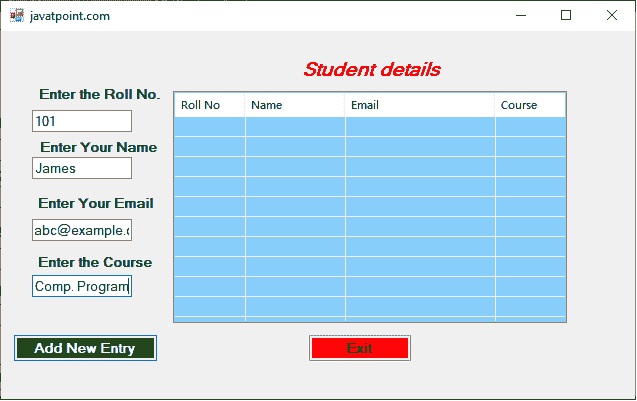 javatpoint.com
Student details
Enter the Roll No.
101
Enter Your Name
James
Enter Your Email
abc@example.c
Enter the Course
Comp. Program
Roll No Name Email Course
Add New Entry
Exit